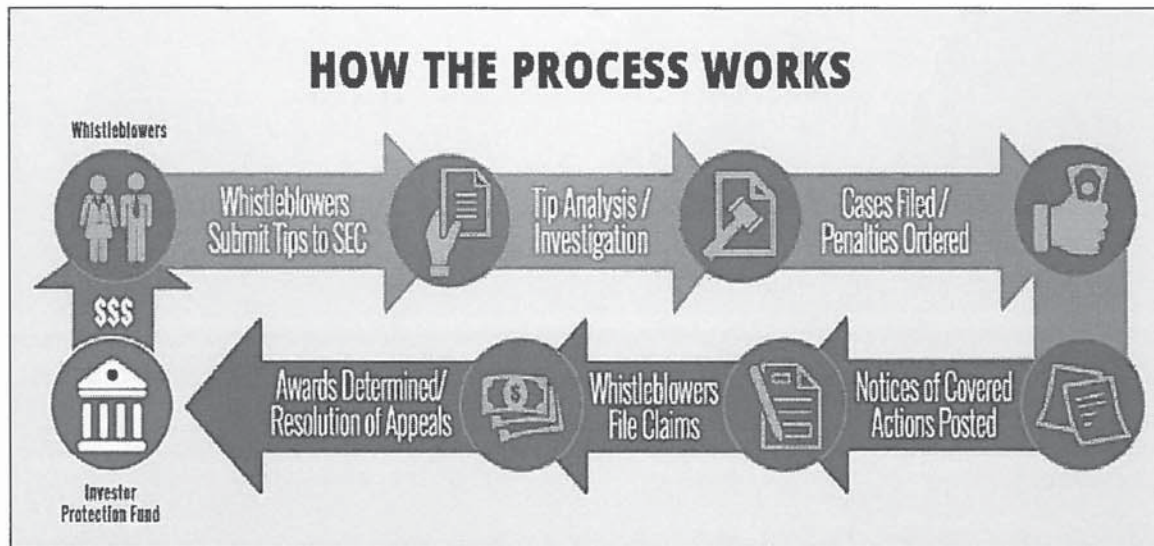 HOW THE PROCESS WORKS
Whistleblowers
Whistleblowers
Submit Tips to SEC
Tip Analysis /
Investigation
Cases Filed /
Penalties Ordered
Notices of Covered
Actions Posted
Whistleblowers
File Claims
$
Awards Determined/
Resolution of Appeals
$$$
Investor
Protection Fund